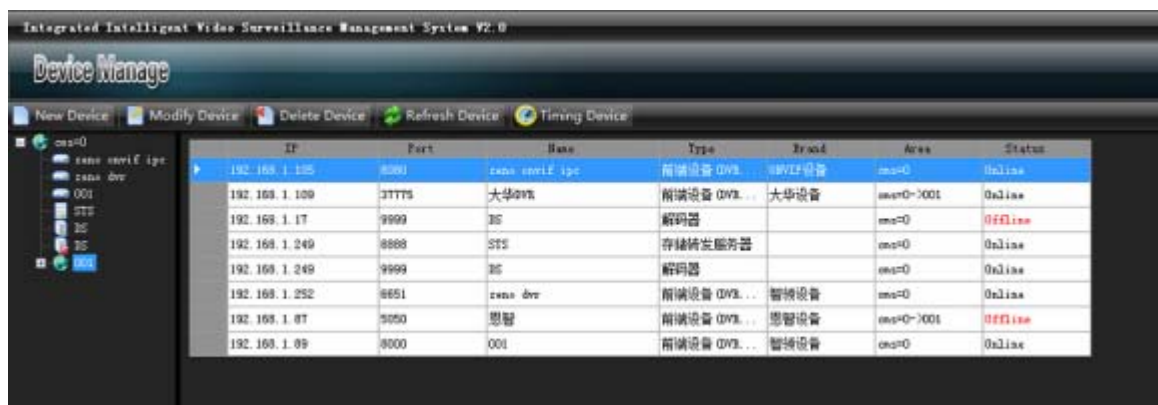 Integrated Intelligent Video Surveillance Management System V2.0
Device Manage
New Device Modify Device Delete Device Refresh Device Timing Device
cms=0
zeno onvif ipc
zeno dvr
001
STS
DS
DS
001
IP Port Name Type Brand Area Status
192.168.1.105 8080 zeno onvif ipc 前端设备(DVR... ONVIF设备 cms=0 Online
192.168.1.109 37775 大华DVR 前端设备(DVR... 大华设备 cms=0->001 Online
192.168.1.17 9999 DS 解码器 cms=0 Offline
192.168.1.249 8888 STS 存储转发服务器 cms=0 Online
192.168.1.249 9999 DS 解码器 cms=0 Online
192.168.1.252 6651 zeno dvr 前端设备(DVR... 智领设备 cms=0 Online
192.168.1.87 5050 恩智 前端设备(DVR... 恩智设备 cms=0->001 Offline
192.168.1.89 8000 001 前端设备(DVR... 智领设备 cms=0 Online